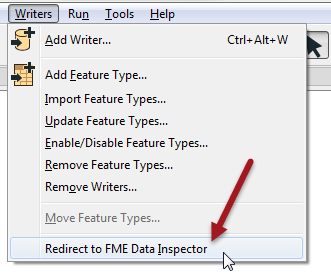 Writers Run Tools Help
Add Writer... Ctrl+Alt+W
Add Feature Type...
Import Feature Types...
Update Feature Types...
Enable/Disable Feature Types...
Remove Feature Types...
Remove Writers...
Move Feature Types...
Redirect to FME Data Inspector